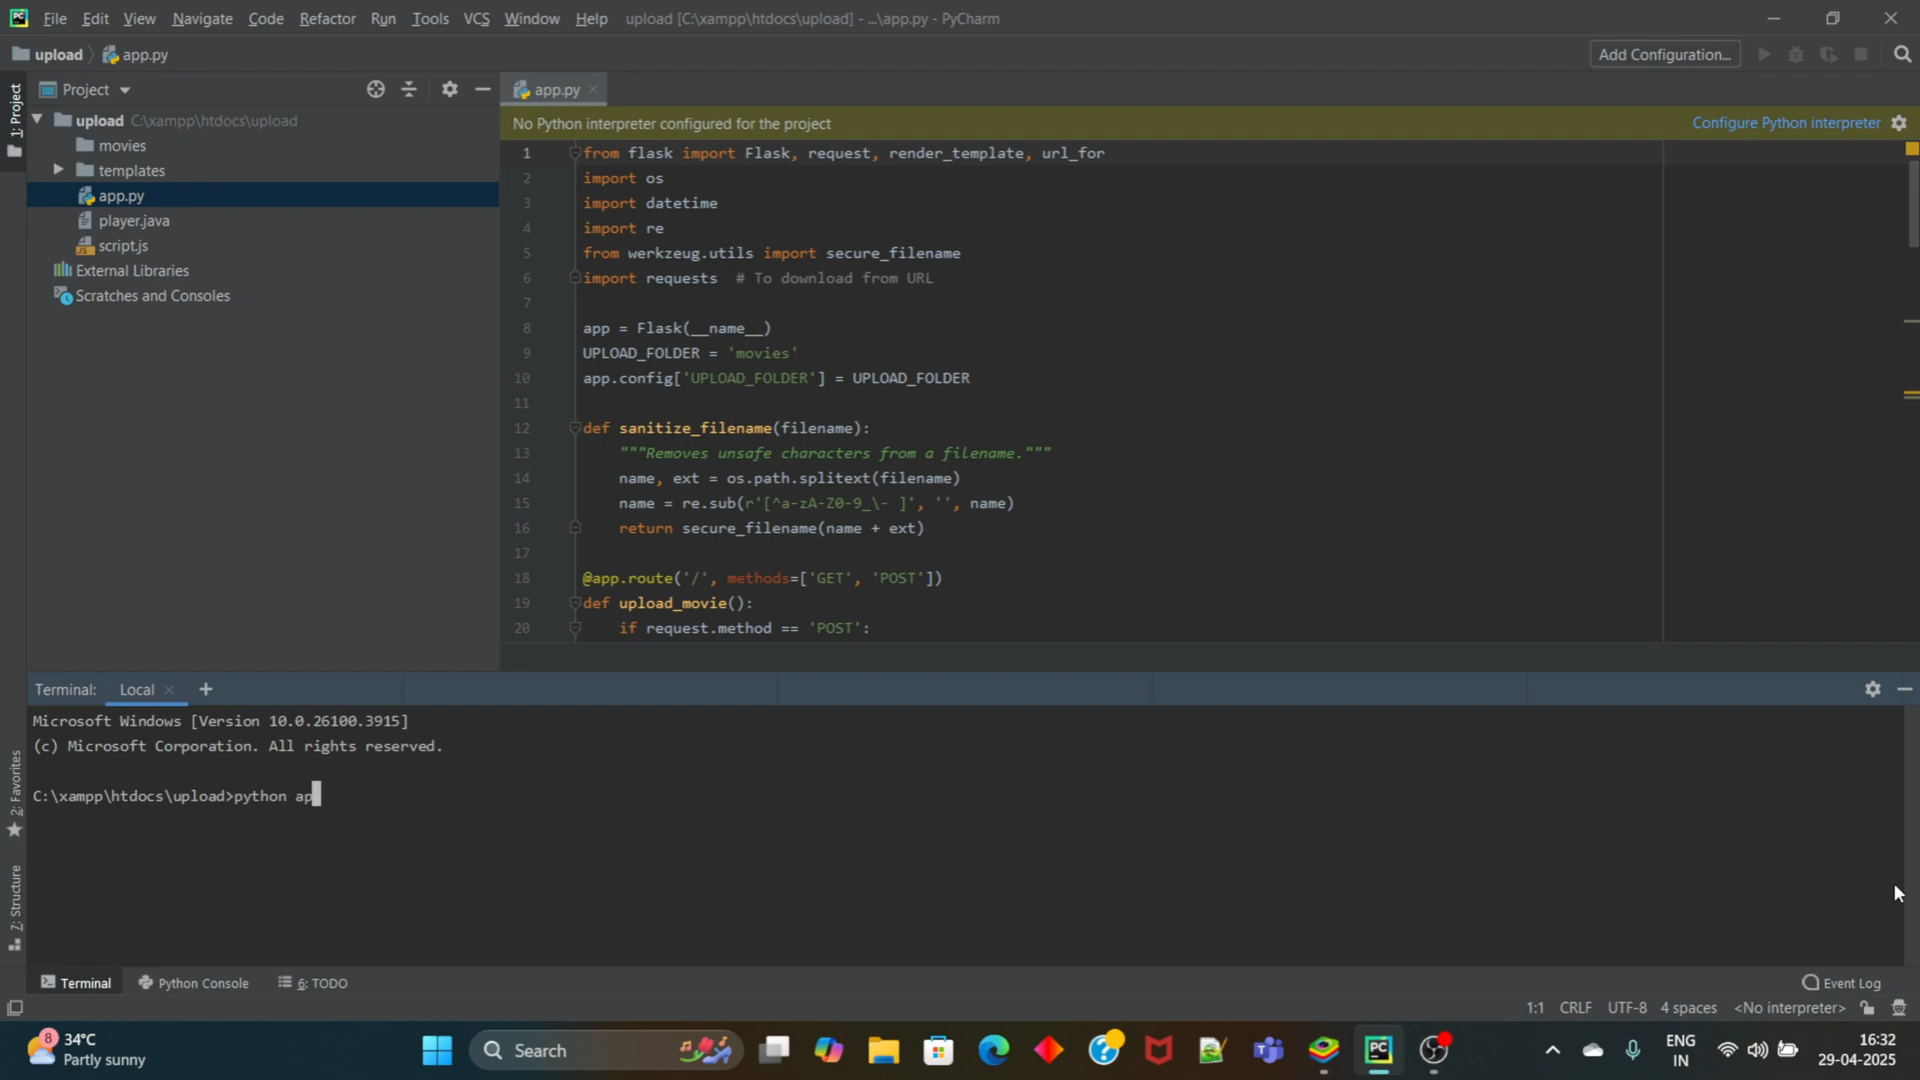 File Edit View Navigate Code Refactor Run Tools VCS Window Help upload [C:\xampp\htdocs\upload] - ...\app.py - PyCharm
upload app.py Add Configuration...
Project app.py
1: Project
upload C:\xampp\htdocs\upload
movies
templates
app.py
player.java
script.js
External Libraries
Scratches and Consoles
No Python interpreter configured for the project Configure Python interpreter
1 from flask import Flask, request, render_template, url_for
2 import os
3 import datetime
4 import re
5 from werkzeug.utils import secure_filename
6 import requests # To download from URL
7
8 app = Flask(__name__)
9 UPLOAD_FOLDER = 'movies'
10 app.config['UPLOAD_FOLDER'] = UPLOAD_FOLDER
11
12 def sanitize_filename(filename):
13 """Removes unsafe characters from a filename."""
14 name, ext = os.path.splitext(filename)
15 name = re.sub(r'[^a-zA-Z0-9_\- ]', '', name)
16 return secure_filename(name + ext)
17
18 @app.route('/', methods=['GET', 'POST'])
19 def upload_movie():
20 if request.method == 'POST':
Terminal: Local
Microsoft Windows [Version 10.0.26100.3915]
(c) Microsoft Corporation. All rights reserved.
C:\xampp\htdocs\upload>python ap
2: Favorites
7: Structure
Terminal Python Console 6: TODO Event Log
1:1 CRLF UTF-8 4 spaces <No interpreter>
8 34°C
Partly sunny
Search
ENG
IN
16:32
29-04-2025